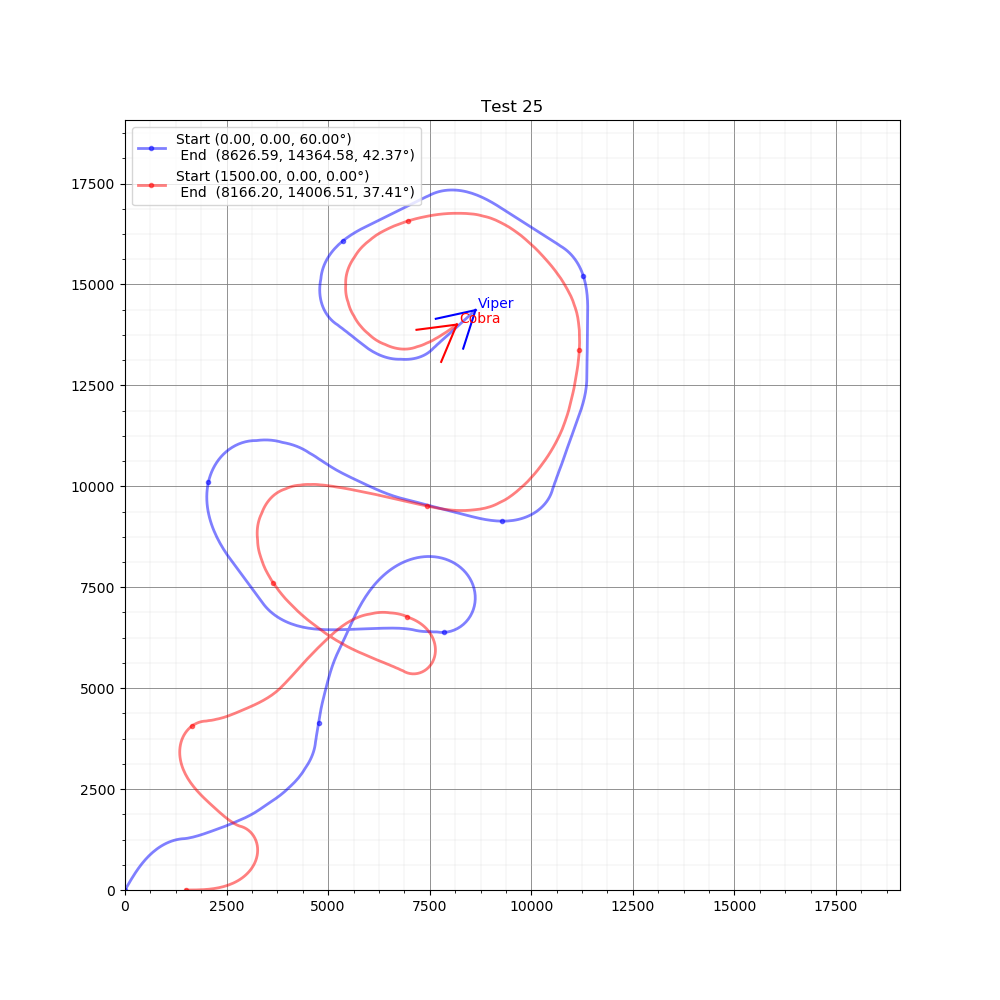 Test 25
Start (0.00, 0.00, 60.00°)
End (8626.59, 14364.58, 42.37°)
Start (1500.00, 0.00, 0.00°)
End (8166.20, 14006.51, 37.41°)
17500
15000
12500
10000
7500
5000
2500
0
Viper
Cobra
0 2500 5000 7500 10000 12500 15000 17500